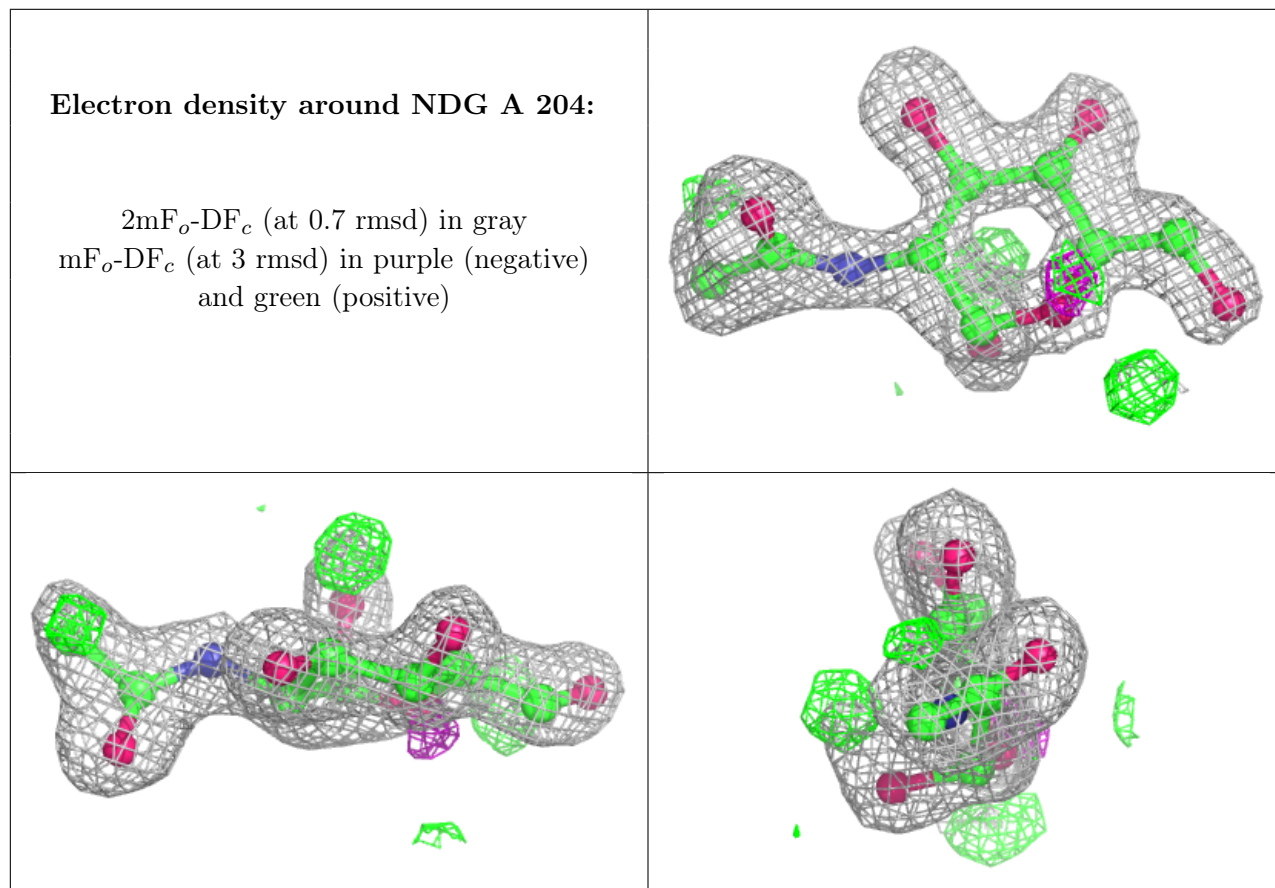 Electron density around NDG A 204:
2mFo-DFc (at 0.7 rmsd) in gray
mFo-DFc (at 3 rmsd) in purple (negative)
and green (positive)